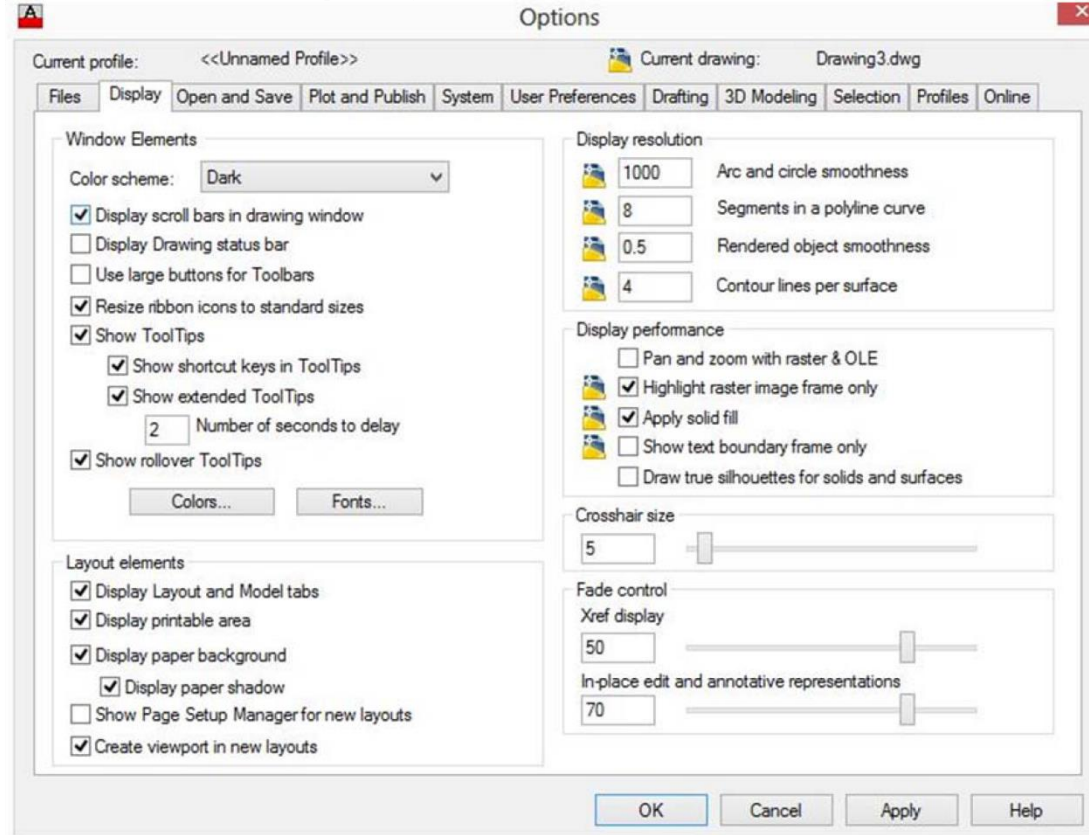 A
Options
Current profile: <<Unnamed Profile>> Current drawing: Drawing3.dwg
Files Display Open and Save Plot and Publish System User Preferences Drafting 3D Modeling Selection Profiles Online
Window Elements
Color scheme: Dark
Display scroll bars in drawing window
Display Drawing status bar
Use large buttons for Toolbars
Resize ribbon icons to standard sizes
Show ToolTips
Show shortcut keys in ToolTips
Show extended ToolTips
2 Number of seconds to delay
Show rollover ToolTips
Colors... Fonts...
Layout elements
Display Layout and Model tabs
Display printable area
Display paper background
Display paper shadow
Show Page Setup Manager for new layouts
Create viewport in new layouts
Display resolution
1000 Arc and circle smoothness
8 Segments in a polyline curve
0.5 Rendered object smoothness
4 Contour lines per surface
Display performance
Pan and zoom with raster & OLE
Highlight raster image frame only
Apply solid fill
Show text boundary frame only
Draw true silhouettes for solids and surfaces
Crosshair size
5
Fade control
Xref display
50
In-place edit and annotative representations
70
OK Cancel Apply Help